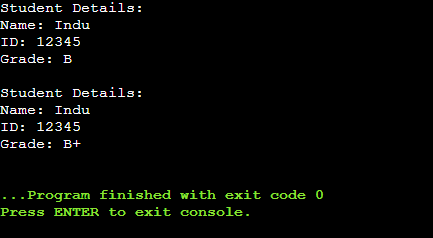 Student Details:
Name: Indu
ID: 12345
Grade: B
Student Details:
Name: Indu
ID: 12345
Grade: B+
...Program finished with exit code 0
Press ENTER to exit console.